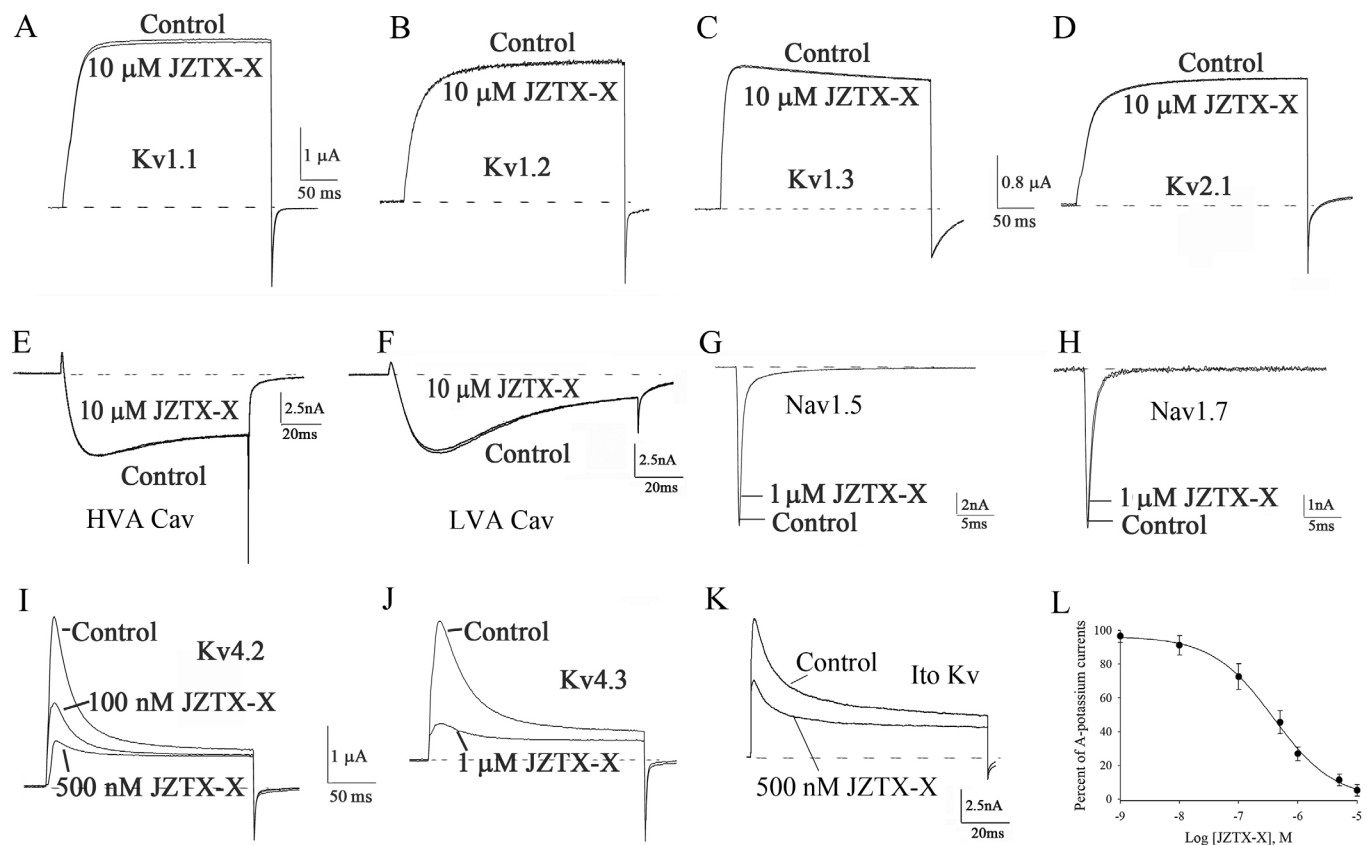 A
Control
10 μM JZTX-X
Kv1.1
1 μA
50 ms
B
Control
10 μM JZTX-X
Kv1.2
C
Control
10 μM JZTX-X
Kv1.3
0.8 μA
50 ms
D
Control
10 μM JZTX-X
Kv2.1
E
10 μM JZTX-X
Control
HVA Cav
2.5nA
20ms
F
10 μM JZTX-X
Control
LVA Cav
2.5nA
20ms
G
Nav1.5
1 μM JZTX-X
Control
2nA
5ms
H
Nav1.7
1 μM JZTX-X
Control
1nA
5ms
I
Control
Kv4.2
100 nM JZTX-X
500 nM JZTX-X
1 μA
50 ms
J
Control
Kv4.3
1 μM JZTX-X
K
Control
Ito Kv
500 nM JZTX-X
2.5nA
20ms
L
Percent of A-potassium currents
100
80
60
40
20
0
-9 -8 -7 -6 -5
Log [JZTX-X], M